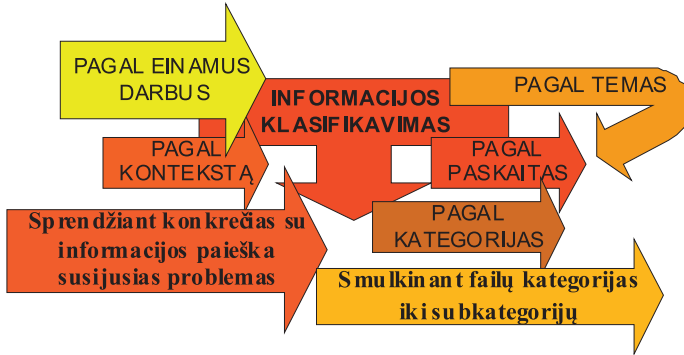 PAGAL EINAMUS
DARBUS
INFORMACIJOS
KLASIFIKAVIMAS
PAGAL TEMAS
PAGAL
KONTEKSTĄ
PAGAL
PASKAITAS
Sprendžiant konkrečias su
informacijos paieška
susijusias problemas
PAGAL
KATEGORIJAS
Smulkinant failų kategorijas
iki subkategorijų